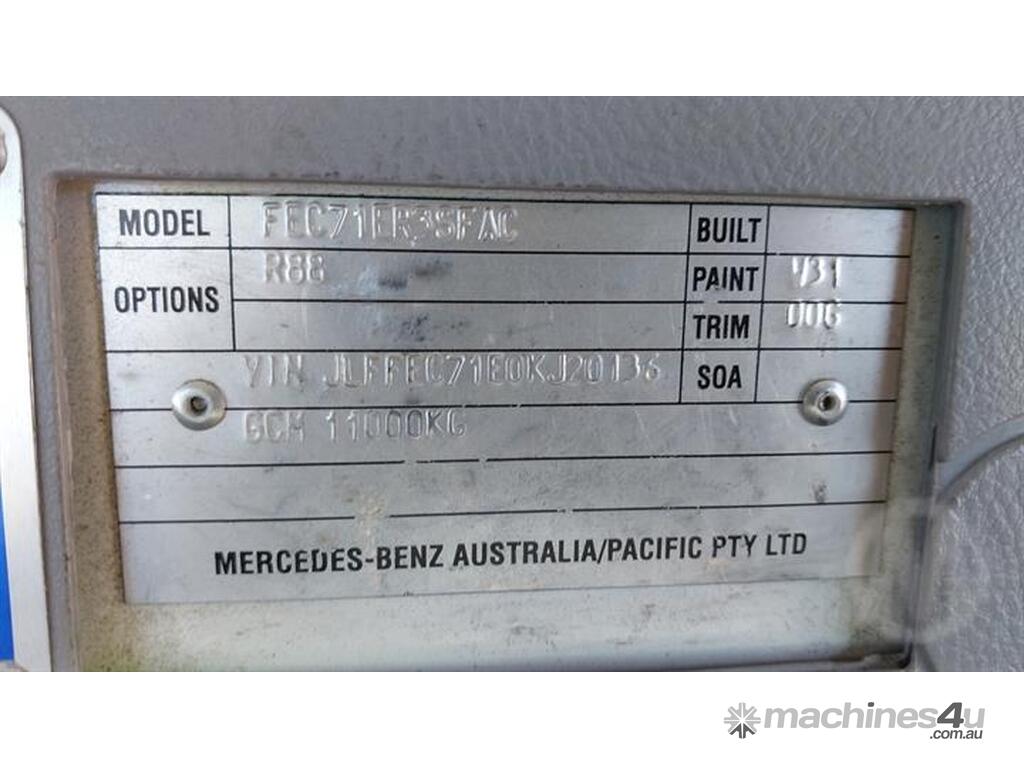 MODEL FEC71ER3SFAC BUILT
OPTIONS R88 PAINT V31
TRIM 00G
VIN JLFFEC71E0KJ20136 SOA
GCM 11000KG
MERCEDES-BENZ AUSTRALIA/PACIFIC PTY LTD
machines4u
.com.au